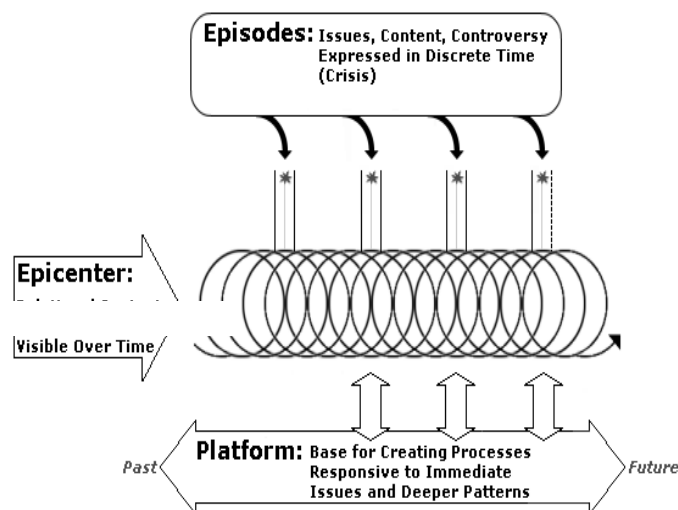 Episodes: Issues, Content, Controversy
Expressed in Discrete Time
(Crisis)
Epicenter:
Visible Over Time
Platform: Base for Creating Processes
Responsive to Immediate
Issues and Deeper Patterns
Past
Future